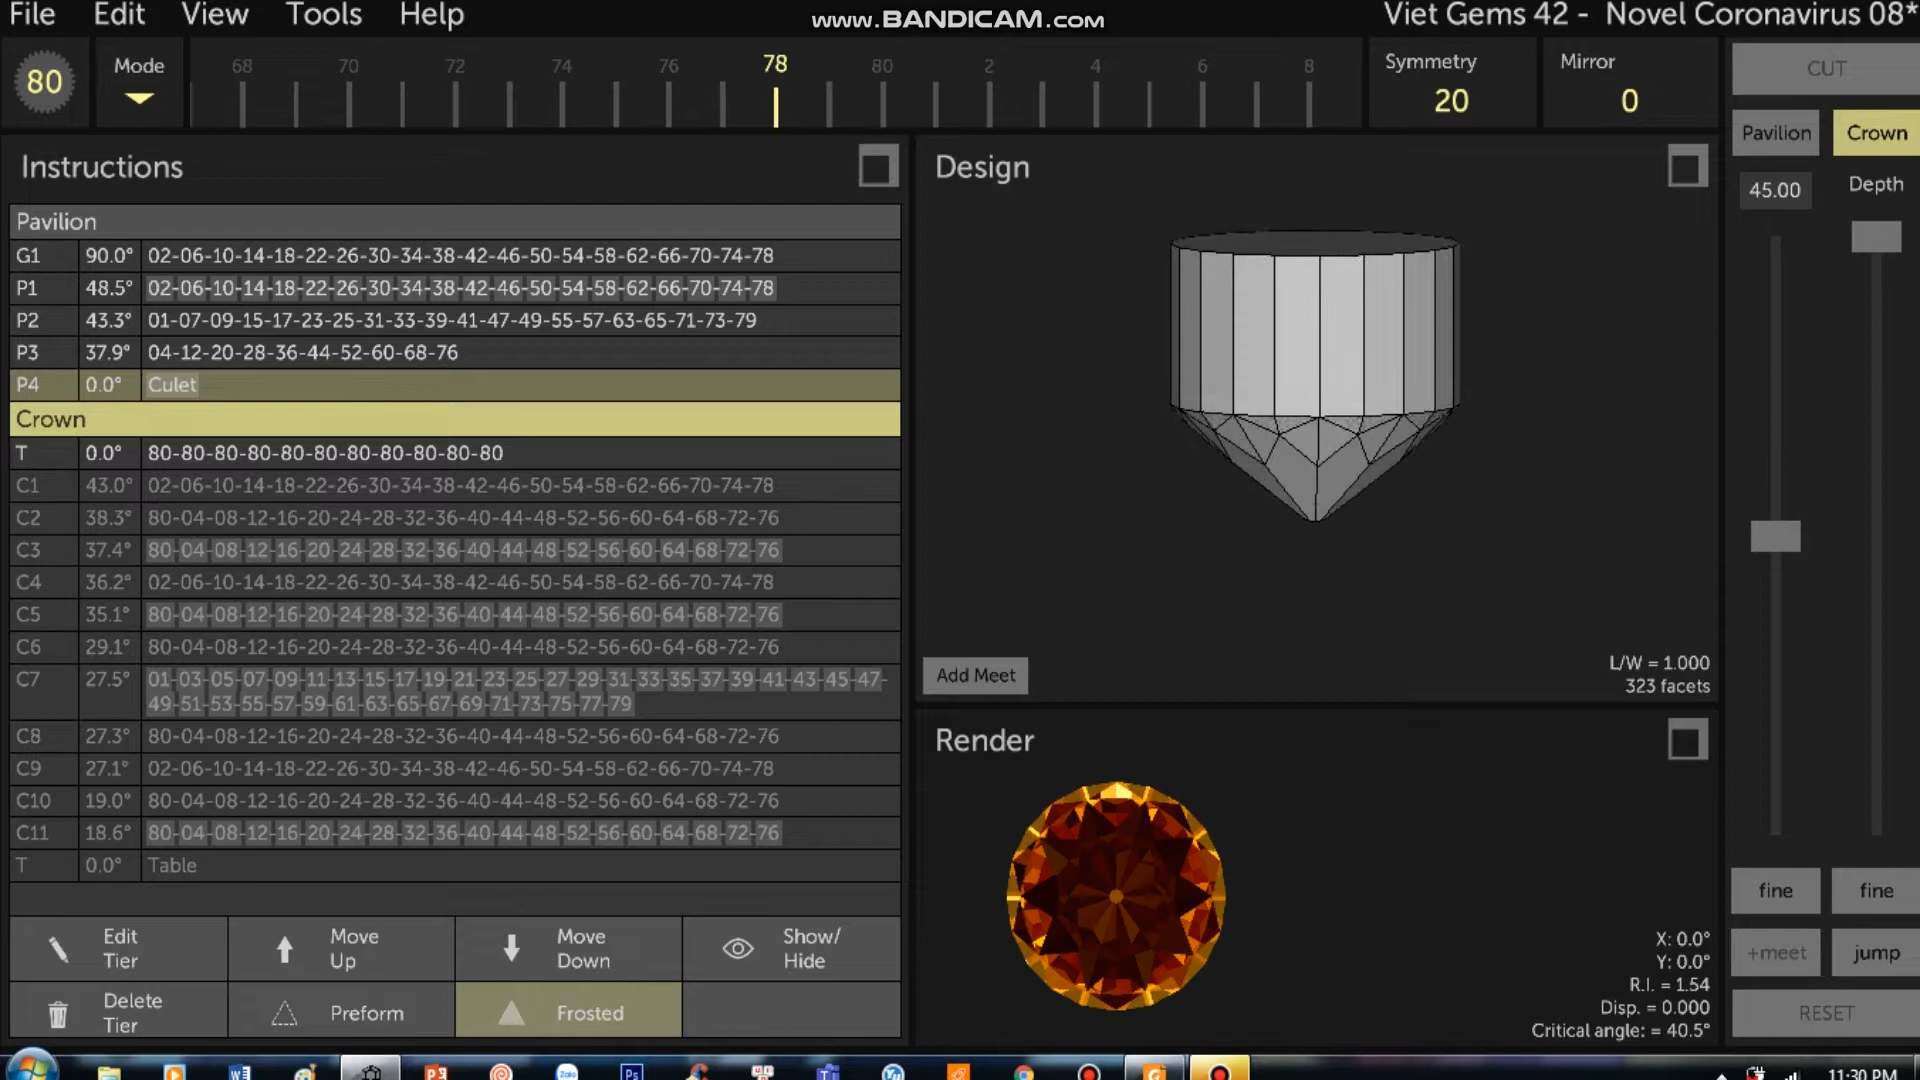 File Edit View Tools Help
www.BANDICAM.com
Viet Gems 42 - Novel Coronavirus 08*
80
Mode
68 70 72 74 76 78 80 2 4 6 8
Symmetry
20
Mirror
0
CUT
Pavilion
Crown
45.00
Depth
Instructions
Pavilion
G1 90.0° 02-06-10-14-18-22-26-30-34-38-42-46-50-54-58-62-66-70-74-78
P1 48.5° 02-06-10-14-18-22-26-30-34-38-42-46-50-54-58-62-66-70-74-78
P2 43.3° 01-07-09-15-17-23-25-31-33-39-41-47-49-55-57-63-65-71-73-79
P3 37.9° 04-12-20-28-36-44-52-60-68-76
P4 0.0° Culet
Crown
T 0.0° 80-80-80-80-80-80-80-80-80-80-80
C1 43.0° 02-06-10-14-18-22-26-30-34-38-42-46-50-54-58-62-66-70-74-78
C2 38.3° 80-04-08-12-16-20-24-28-32-36-40-44-48-52-56-60-64-68-72-76
C3 37.4° 80-04-08-12-16-20-24-28-32-36-40-44-48-52-56-60-64-68-72-76
C4 36.2° 02-06-10-14-18-22-26-30-34-38-42-46-50-54-58-62-66-70-74-78
C5 35.1° 80-04-08-12-16-20-24-28-32-36-40-44-48-52-56-60-64-68-72-76
C6 29.1° 80-04-08-12-16-20-24-28-32-36-40-44-48-52-56-60-64-68-72-76
C7 27.5° 01-03-05-07-09-11-13-15-17-19-21-23-25-27-29-31-33-35-37-39-41-43-45-47-
49-51-53-55-57-59-61-63-65-67-69-71-73-75-77-79
C8 27.3° 80-04-08-12-16-20-24-28-32-36-40-44-48-52-56-60-64-68-72-76
C9 27.1° 02-06-10-14-18-22-26-30-34-38-42-46-50-54-58-62-66-70-74-78
C10 19.0° 80-04-08-12-16-20-24-28-32-36-40-44-48-52-56-60-64-68-72-76
C11 18.6° 80-04-08-12-16-20-24-28-32-36-40-44-48-52-56-60-64-68-72-76
T 0.0° Table
Edit
Tier
Move
Up
Move
Down
Show/
Hide
Delete
Tier
Preform
Frosted
Design
Add Meet
L/W = 1.000
323 facets
Render
X: 0.0°
Y: 0.0°
R.I. = 1.54
Disp. = 0.000
Critical angle: = 40.5°
fine
fine
+meet
jump
RESET
Zalo
Ps
11:30 PM